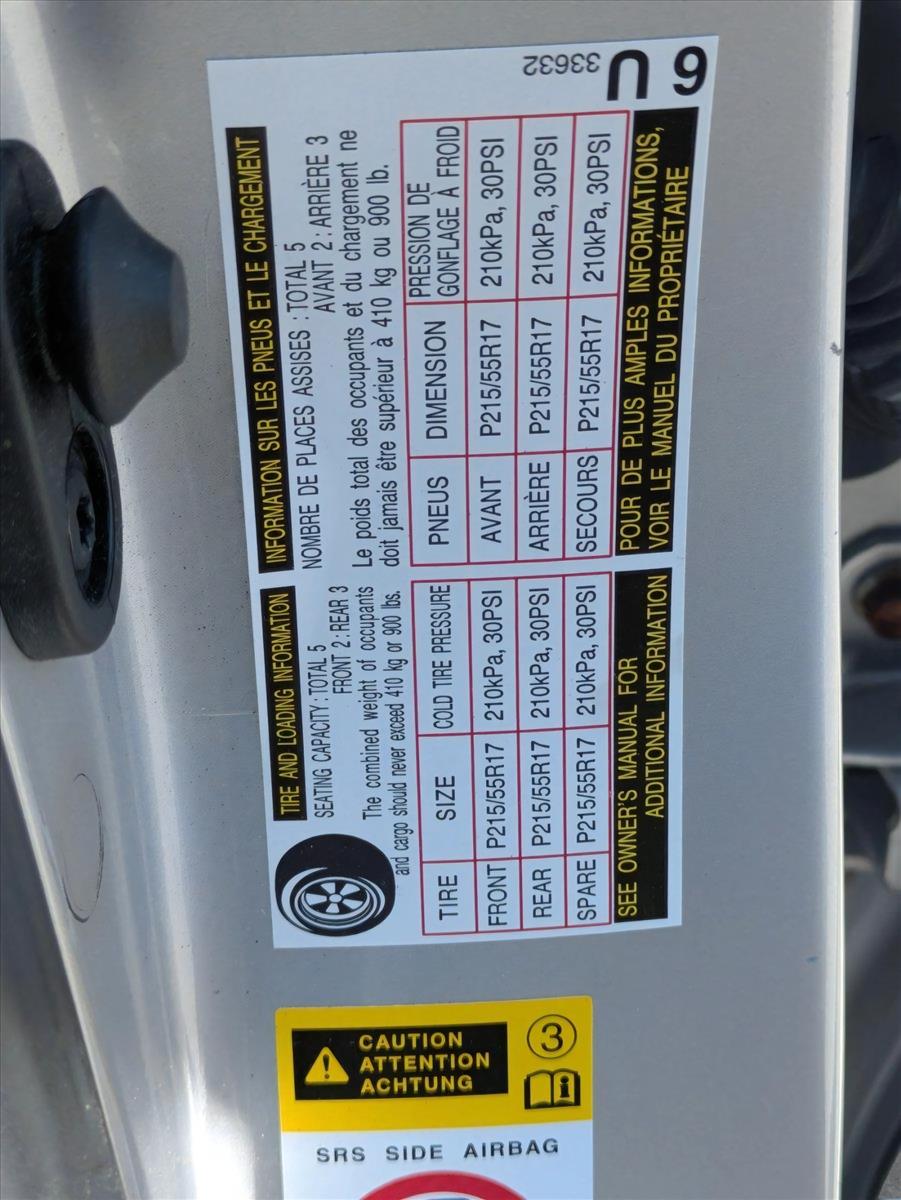 TIRE AND LOADING INFORMATION
SEATING CAPACITY : TOTAL 5
FRONT 2 : REAR 3
The combined weight of occupants
and cargo should never exceed 410 kg or 900 lbs.
TIRE SIZE COLD TIRE PRESSURE
FRONT P215/55R17 210kPa, 30PSI
REAR P215/55R17 210kPa, 30PSI
SPARE P215/55R17 210kPa, 30PSI
SEE OWNER'S MANUAL FOR
ADDITIONAL INFORMATION
INFORMATION SUR LES PNEUS ET LE CHARGEMENT
NOMBRE DE PLACES ASSISES : TOTAL 5
AVANT 2 : ARRIÈRE 3
Le poids total des occupants et du chargement ne
doit jamais être supérieur à 410 kg ou 900 lb.
PNEUS DIMENSION PRESSION DE
GONFLAGE À FROID
AVANT P215/55R17 210kPa, 30PSI
ARRIÈRE P215/55R17 210kPa, 30PSI
SECOURS P215/55R17 210kPa, 30PSI
POUR DE PLUS AMPLES INFORMATIONS,
VOIR LE MANUEL DU PROPRIÉTAIRE
33632
6 U
CAUTION
ATTENTION
ACHTUNG
3
i
SRS SIDE AIRBAG